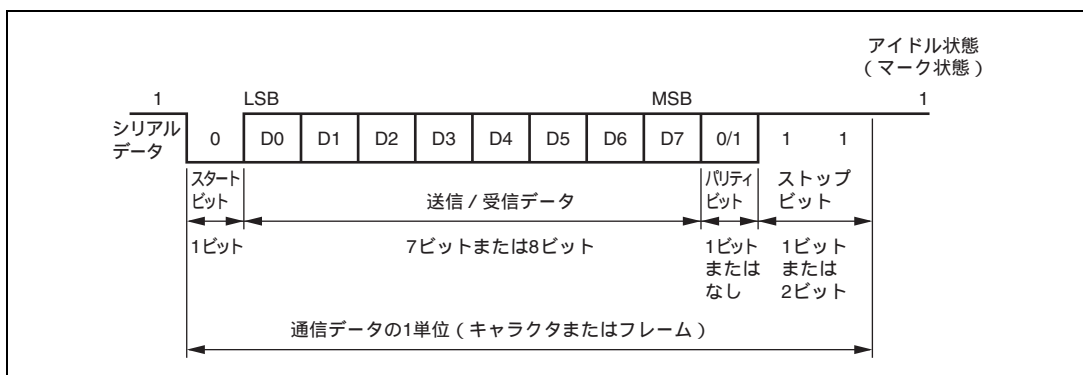 アイドル状態
（マーク状態）
1 LSB MSB 1
シリアル
データ
0 D0 D1 D2 D3 D4 D5 D6 D7 0/1 1 1
スタート
ビット
送信 / 受信データ
パリティ
ビット
ストップ
ビット
1ビット
7ビットまたは8ビット
1ビット
または
なし
1ビット
または
2ビット
通信データの1単位（キャラクタまたはフレーム）